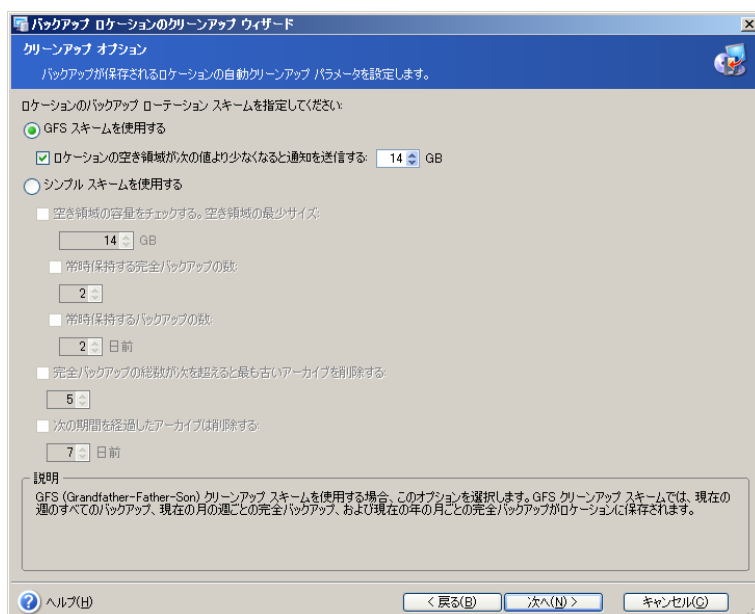 バックアップ ロケーションのクリーンアップ ウィザード
クリーンアップ オプション
バックアップが保存されるロケーションの自動クリーンアップ パラメータを設定します。
ロケーションのバックアップ ローテーション スキームを指定してください:
GFS スキームを使用する
ロケーションの空き領域が次の値より少なくなると通知を送信する: 14 GB
シンプル スキームを使用する
空き領域の容量をチェックする。空き領域の最少サイズ:
14 GB
常時保持する完全バックアップの数:
2
常時保持するバックアップの数:
2 日前
完全バックアップの総数が次を超えると最も古いアーカイブを削除する:
5
次の期間を経過したアーカイブは削除する:
7 日前
説明
GFS (Grandfather-Father-Son) クリーンアップ スキームを使用する場合、このオプションを選択します。GFS クリーンアップ スキームでは、現在の
週のすべてのバックアップ、現在の月の週ごとの完全バックアップ、および現在の年の月ごとの完全バックアップがロケーションに保存されます。
ヘルプ(H) < 戻る(B) 次へ(N) > キャンセル(C)